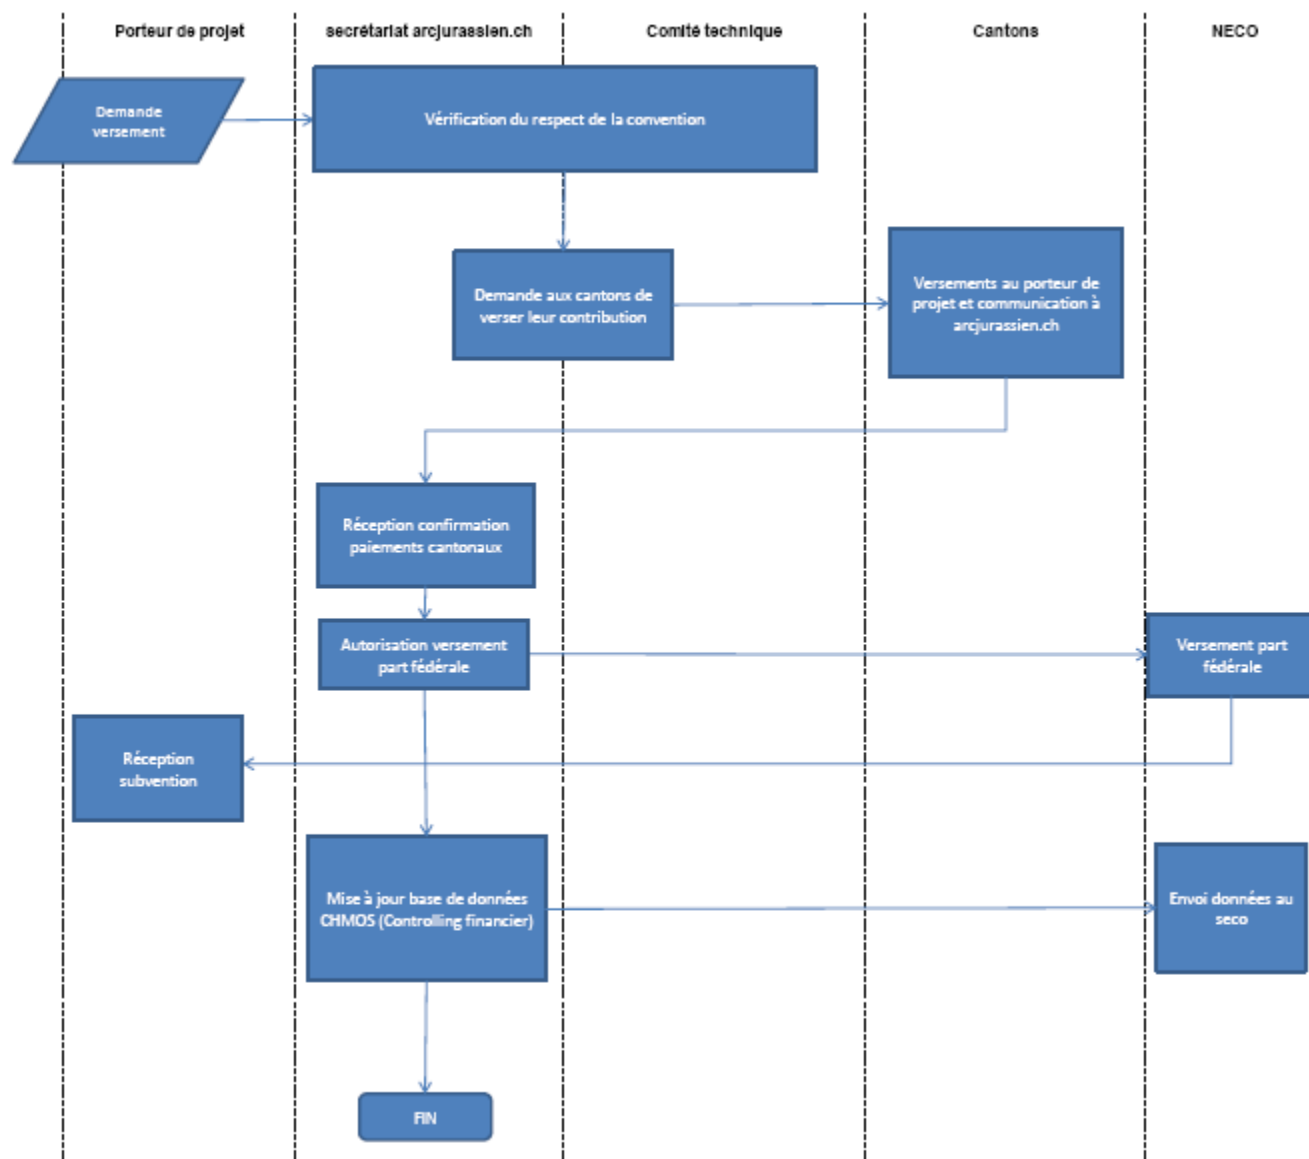 Porteur de projet
secrétariat arcjurassien.ch
Comité technique
Cantons
NECO
Demande
versement
Vérification du respect de la convention
Demande aux cantons de
verser leur contribution
Versements au porteur de
projet et communication à
arcjurassien.ch
Réception confirmation
paiements cantonaux
Autorisation versement
part fédérale
Versement part
fédérale
Réception
subvention
Mise à jour base de données
CHMOS (Controlling financier)
Envoi données au
seco
FIN